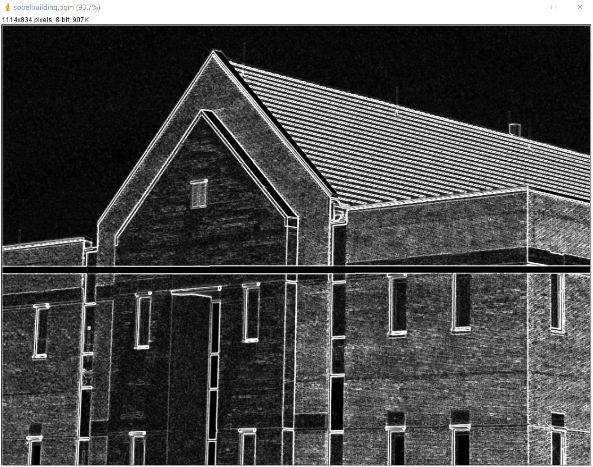 sobelbuilding.pgm (93.7%)
1114x834 pixels; 8-bit; 907K